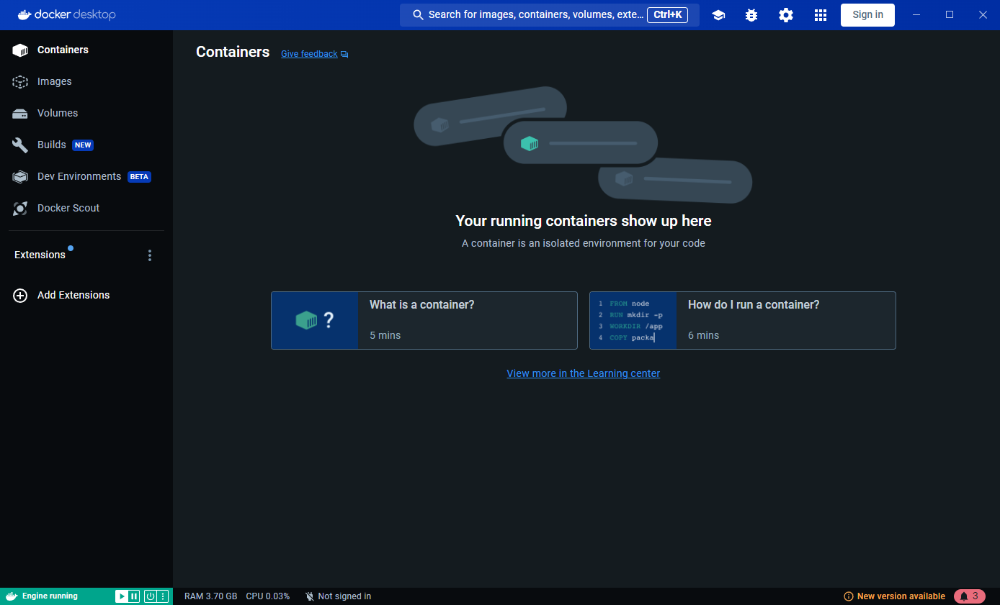 docker desktop
Search for images, containers, volumes, exte... Ctrl+K
Sign in
Containers
Images
Volumes
Builds NEW
Dev Environments BETA
Docker Scout
Extensions
Add Extensions
Containers Give feedback
Your running containers show up here
A container is an isolated environment for your code
?
What is a container?
5 mins
1 FROM node
2 RUN mkdir -p
3 WORKDIR /app
4 COPY packa
How do I run a container?
6 mins
View more in the Learning center
Engine running
RAM 3.70 GB CPU 0.03% Not signed in
New version available 3